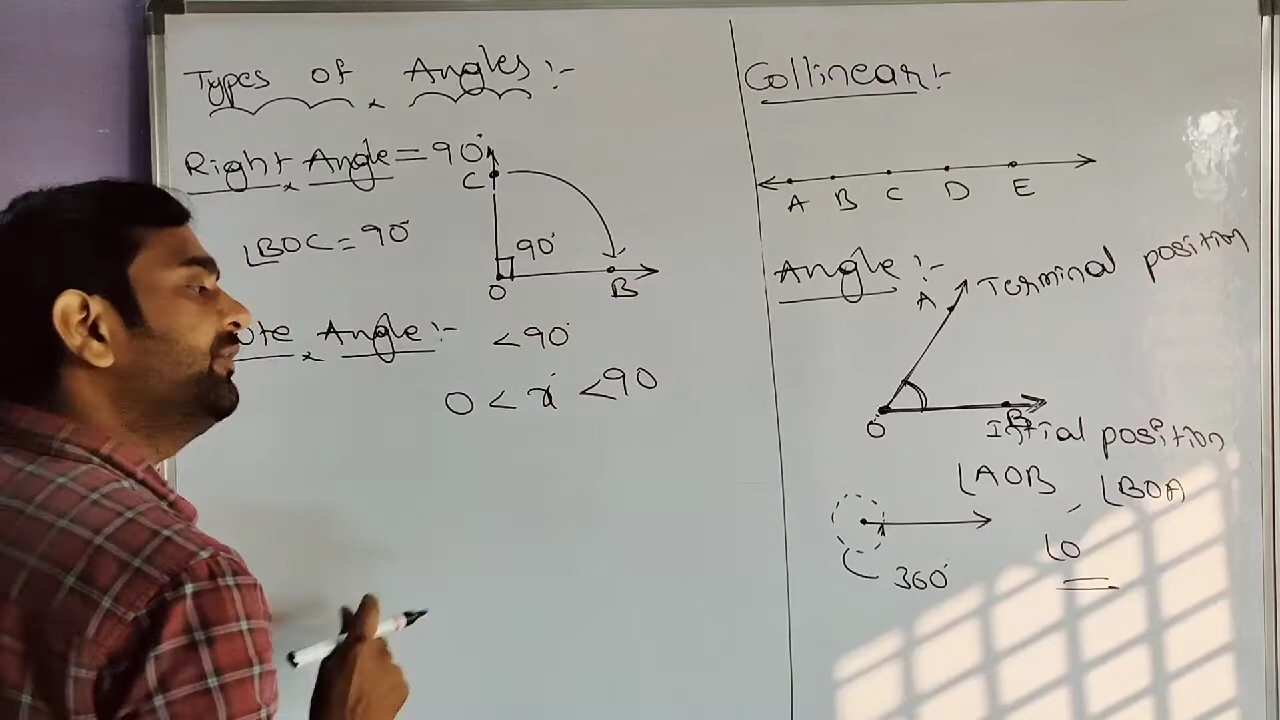 Types of Angles :-
Right Angle = 90°
C
∠BOC = 90°
90°
O B
Angle :- < 90°
0 < x° < 90
Collinear :-
A B C D E
Angle :-
A Terminal position
O B
Initial position
∠AOB , ∠BOA
∠O
360°